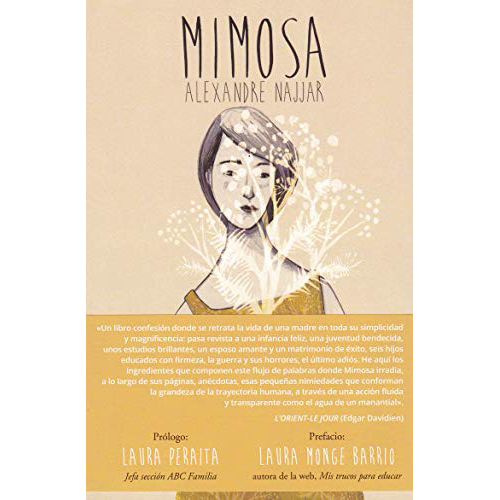 MIMOSA
ALEXANDRE NAJJAR
«Un libro confesión donde se retrata la vida de una madre en toda su simplicidad
y magnificencia: pasa revista a una infancia feliz, una juventud bendecida,
unos estudios brillantes, un esposo amante y un matrimonio de éxito, seis hijos
educados con firmeza, la guerra y sus horrores, el último adiós. He aquí los
ingredientes que componen este flujo de palabras donde Mimosa irradia,
a lo largo de sus páginas, anécdotas, esas pequeñas nimiedades que conforman
la grandeza de la trayectoria humana, a través de una acción fluida
y transparente como el agua de un manantial».
L'ORIENT-LE JOUR (Edgar Davidien)
Prólogo:
LAURA PERAITA
Jefa sección ABC Familia
Prefacio:
LAURA MONGE BARRIO
autora de la web, Mis trucos para educar